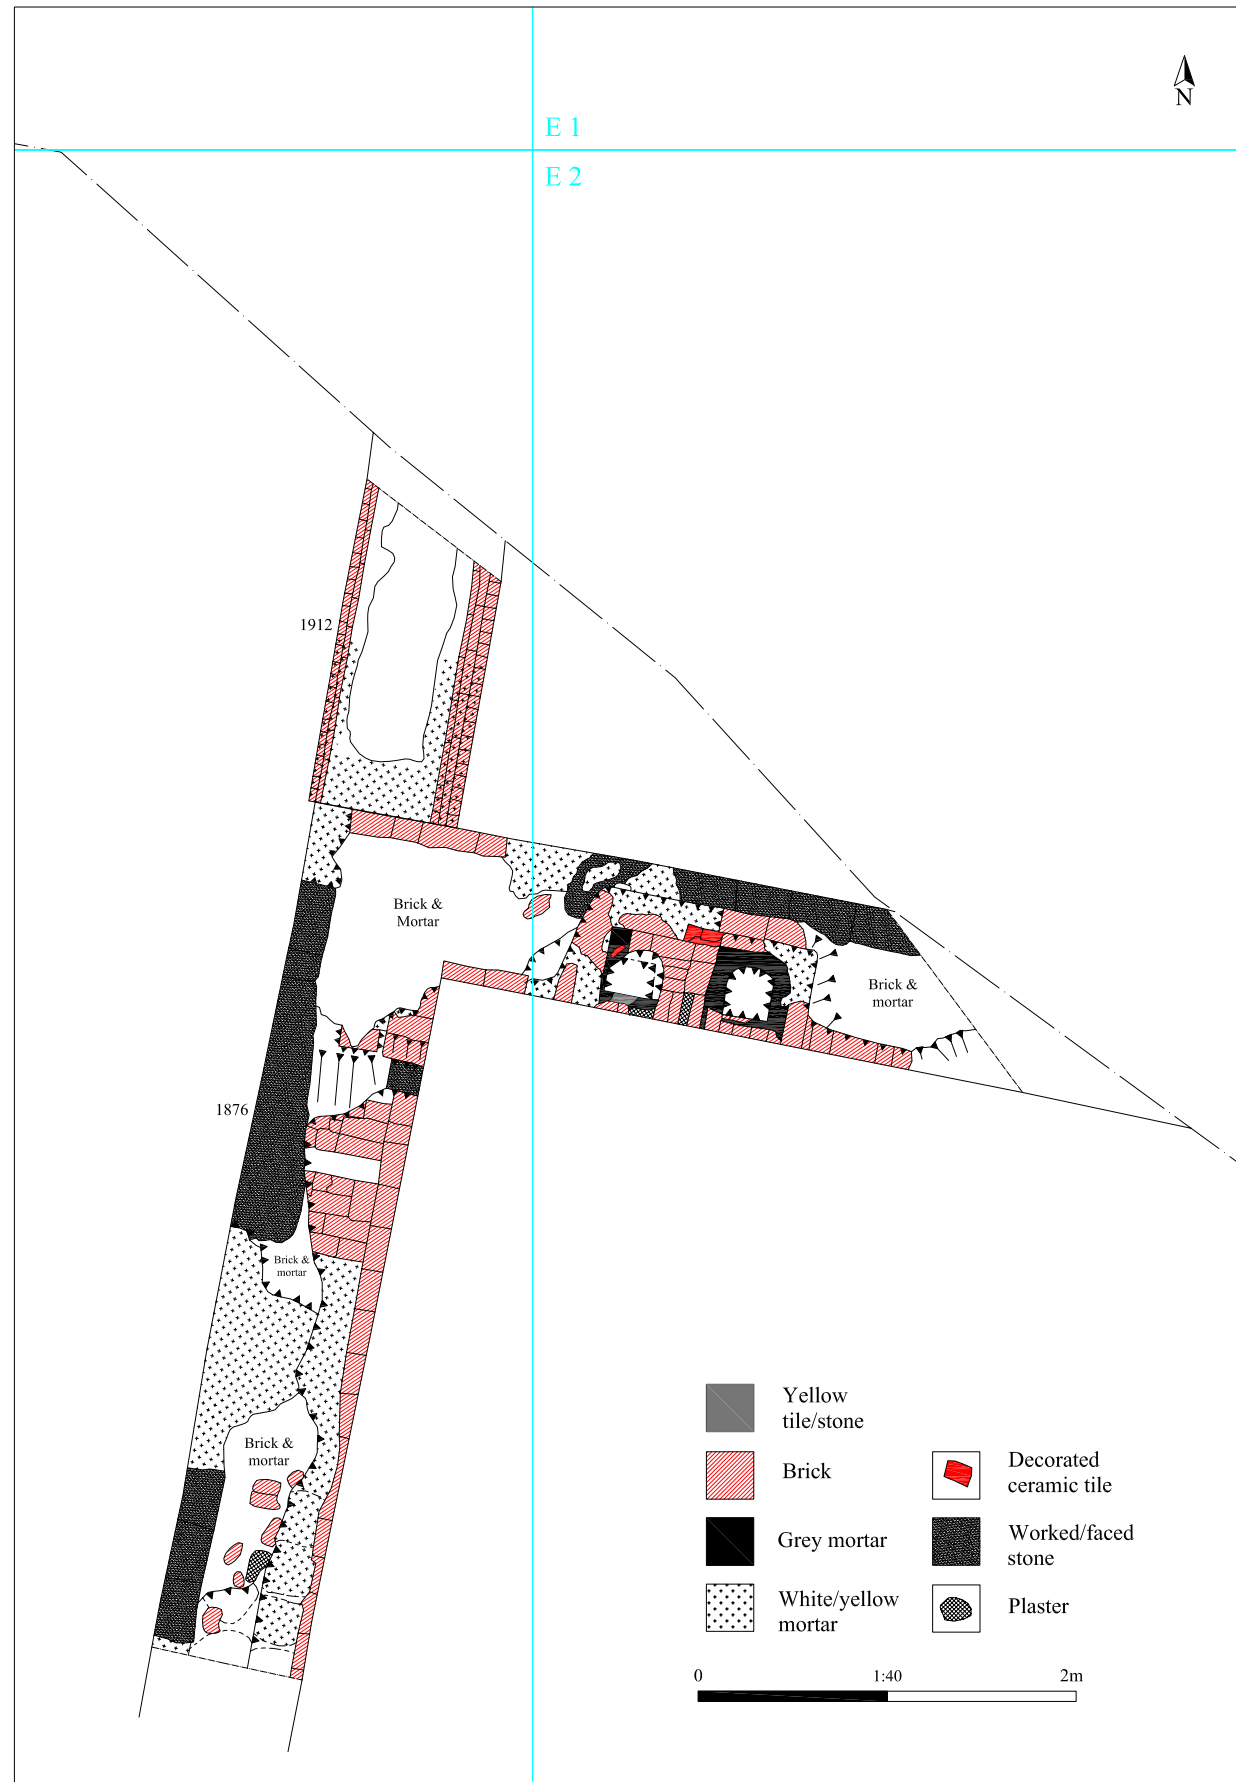 N
E 1
E 2
1912
Brick &
Mortar
Brick &
mortar
1876
Brick &
mortar
Brick &
mortar
Yellow
tile/stone
Brick
Grey mortar
White/yellow
mortar
Decorated
ceramic tile
Worked/faced
stone
Plaster
0 1:40 2m